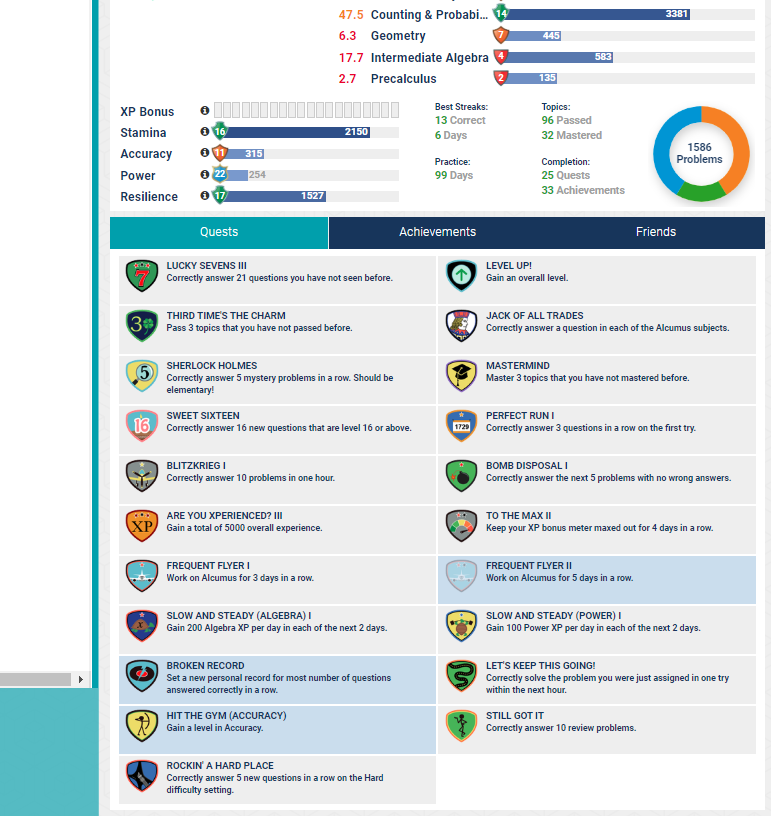 47.5 Counting & Probabi... 14 3381
6.3 Geometry 7 445
17.7 Intermediate Algebra 4 583
2.7 Precalculus 2 135
XP Bonus
Stamina 16 2150
Accuracy 11 315
Power 22 254
Resilience 17 1527
Best Streaks:
13 Correct
6 Days
Practice:
99 Days
Topics:
96 Passed
32 Mastered
Completion:
25 Quests
33 Achievements
1586
Problems
Quests Achievements Friends
7
LUCKY SEVENS III
Correctly answer 21 questions you have not seen before.
LEVEL UP!
Gain an overall level.
3
THIRD TIME'S THE CHARM
Pass 3 topics that you have not passed before.
JACK OF ALL TRADES
Correctly answer a question in each of the Alcumus subjects.
5
SHERLOCK HOLMES
Correctly answer 5 mystery problems in a row. Should be
elementary!
MASTERMIND
Master 3 topics that you have not mastered before.
16
SWEET SIXTEEN
Correctly answer 16 new questions that are level 16 or above.
1729
PERFECT RUN I
Correctly answer 3 questions in a row on the first try.
BLITZKRIEG I
Correctly answer 10 problems in one hour.
BOMB DISPOSAL I
Correctly answer the next 5 problems with no wrong answers.
XP
ARE YOU XPERIENCED? III
Gain a total of 5000 overall experience.
TO THE MAX II
Keep your XP bonus meter maxed out for 4 days in a row.
FREQUENT FLYER I
Work on Alcumus for 3 days in a row.
FREQUENT FLYER II
Work on Alcumus for 5 days in a row.
SLOW AND STEADY (ALGEBRA) I
Gain 200 Algebra XP per day in each of the next 2 days.
SLOW AND STEADY (POWER) I
Gain 100 Power XP per day in each of the next 2 days.
BROKEN RECORD
Set a new personal record for most number of questions
answered correctly in a row.
LET'S KEEP THIS GOING!
Correctly solve the problem you were just assigned in one try
within the next hour.
HIT THE GYM (ACCURACY)
Gain a level in Accuracy.
STILL GOT IT
Correctly answer 10 review problems.
ROCKIN' A HARD PLACE
Correctly answer 5 new questions in a row on the Hard
difficulty setting.